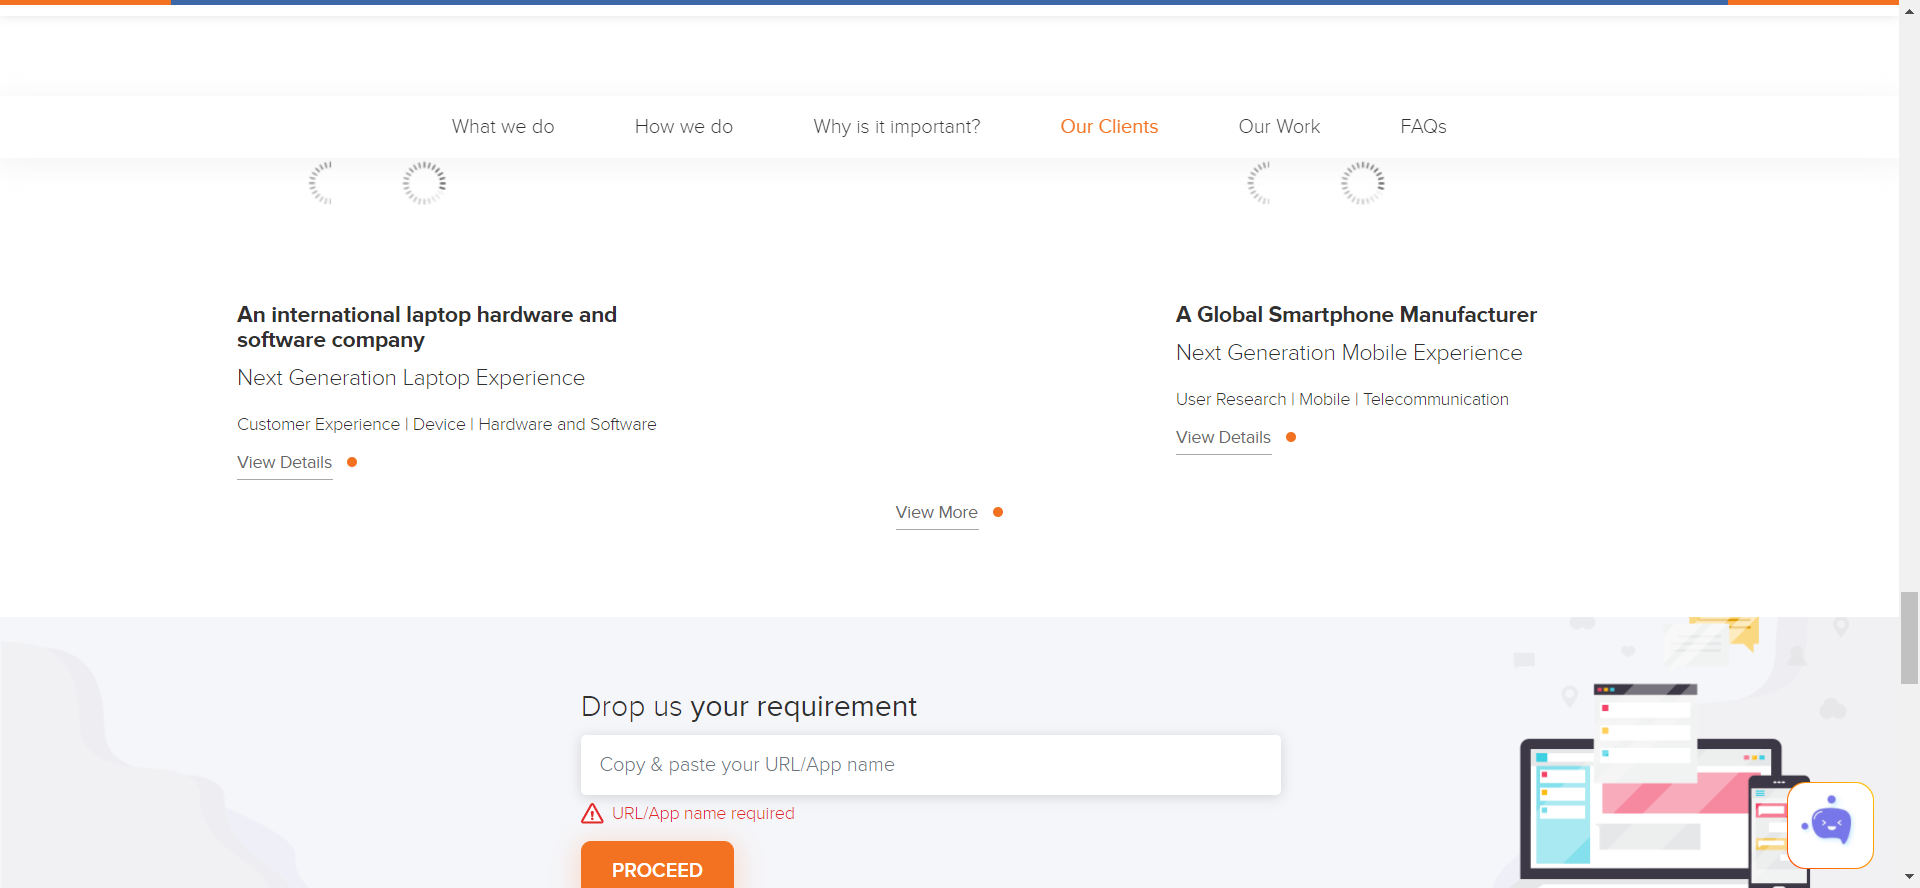 What we do
How we do
Why is it important?
Our Clients
Our Work
FAQs
An international laptop hardware and
software company
Next Generation Laptop Experience
Customer Experience | Device | Hardware and Software
View Details
A Global Smartphone Manufacturer
Next Generation Mobile Experience
User Research | Mobile | Telecommunication
View Details
View More
Drop us your requirement
Copy & paste your URL/App name
URL/App name required
PROCEED